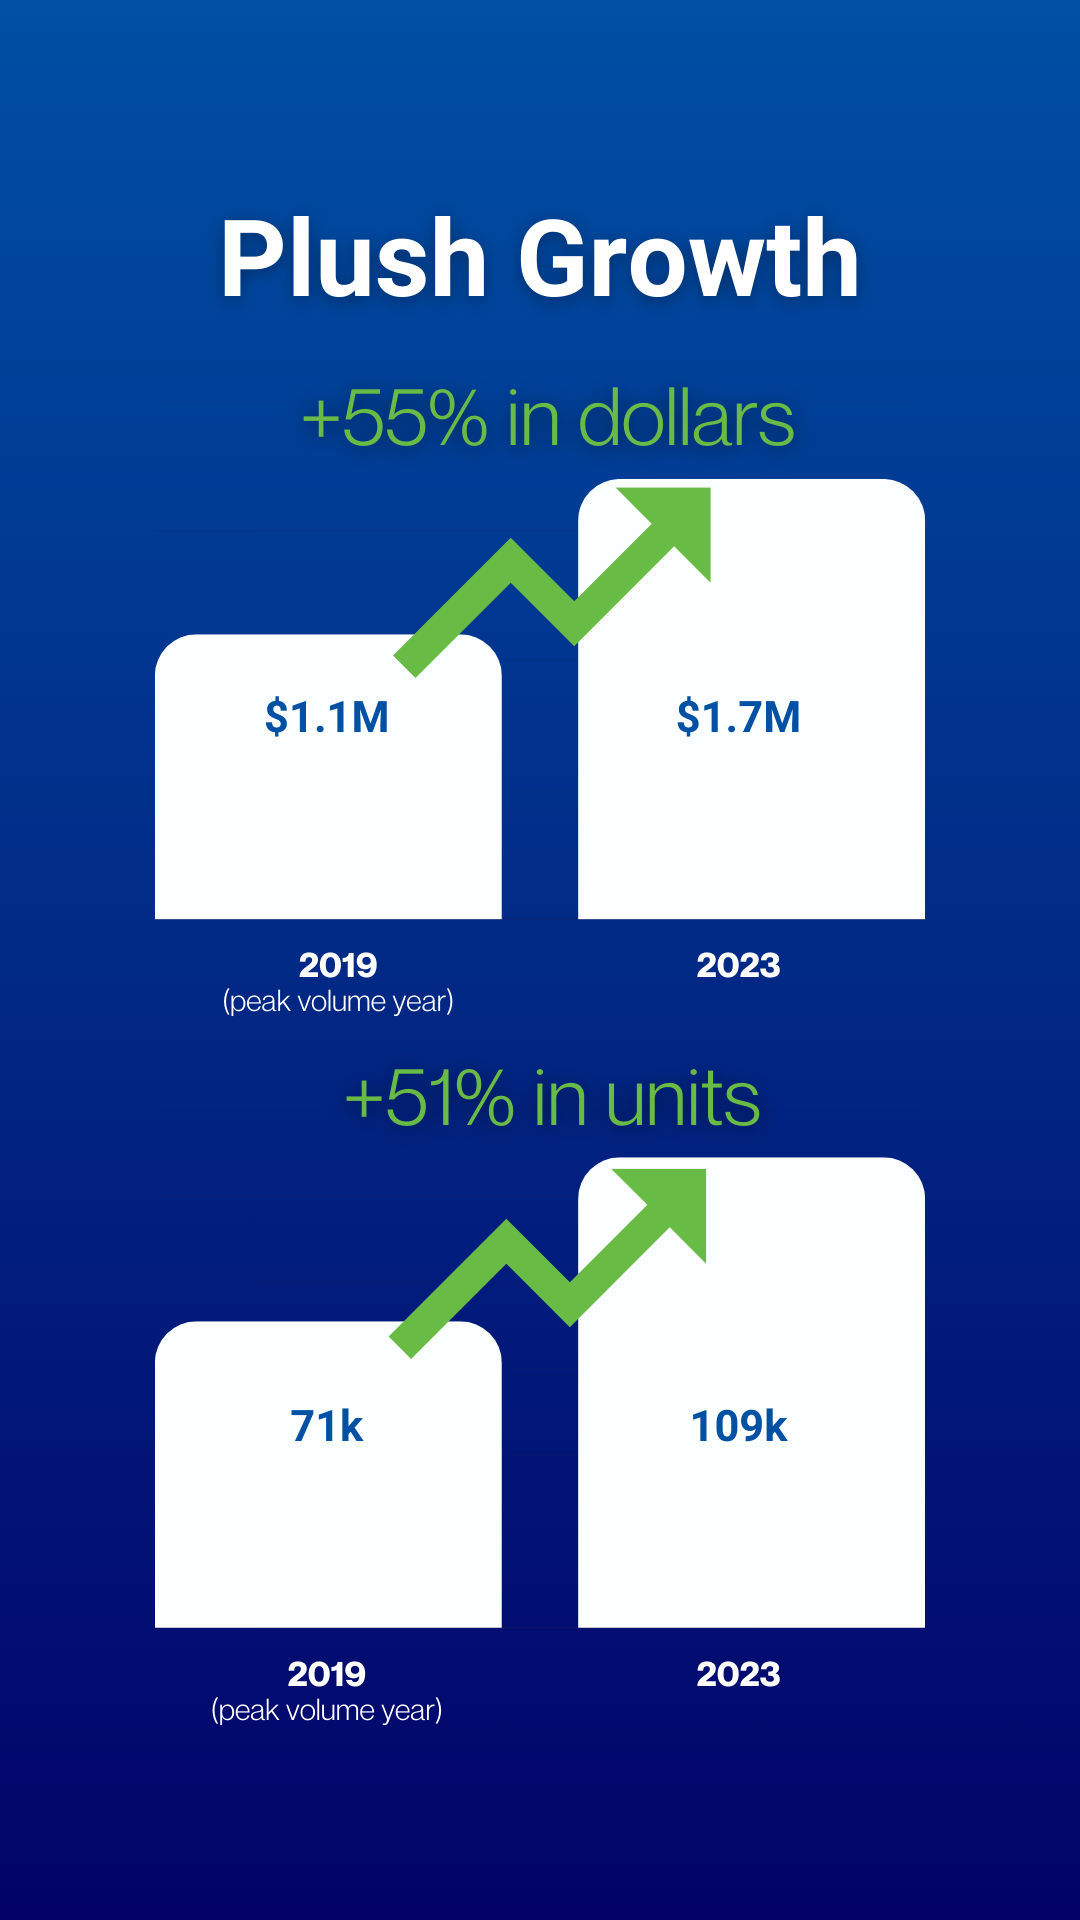 Plush Growth
+55% in dollars
$1.1M
$1.7M
2019
(peak volume year)
2023
+51% in units
71k
109k
2019
(peak volume year)
2023